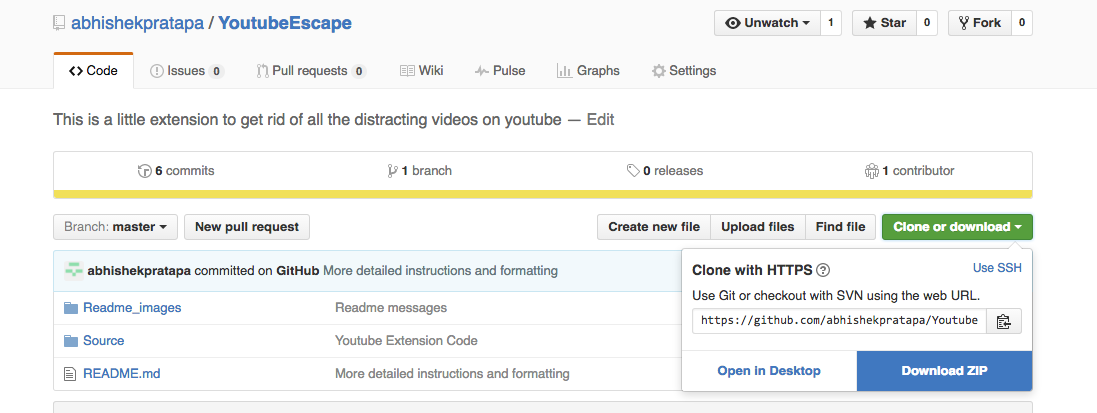 abhishekpratapa / YoutubeEscape
Unwatch 1 Star 0 Fork 0
Code Issues 0 Pull requests 0 Wiki Pulse Graphs Settings
This is a little extension to get rid of all the distracting videos on youtube — Edit
6 commits 1 branch 0 releases 1 contributor
Branch: master New pull request Create new file Upload files Find file Clone or download
abhishekpratapa committed on GitHub More detailed instructions and formatting
Readme_images Readme messages
Source Youtube Extension Code
README.md More detailed instructions and formatting
Clone with HTTPS ? Use SSH
Use Git or checkout with SVN using the web URL.
https://github.com/abhishekpratapa/Youtube
Open in Desktop Download ZIP